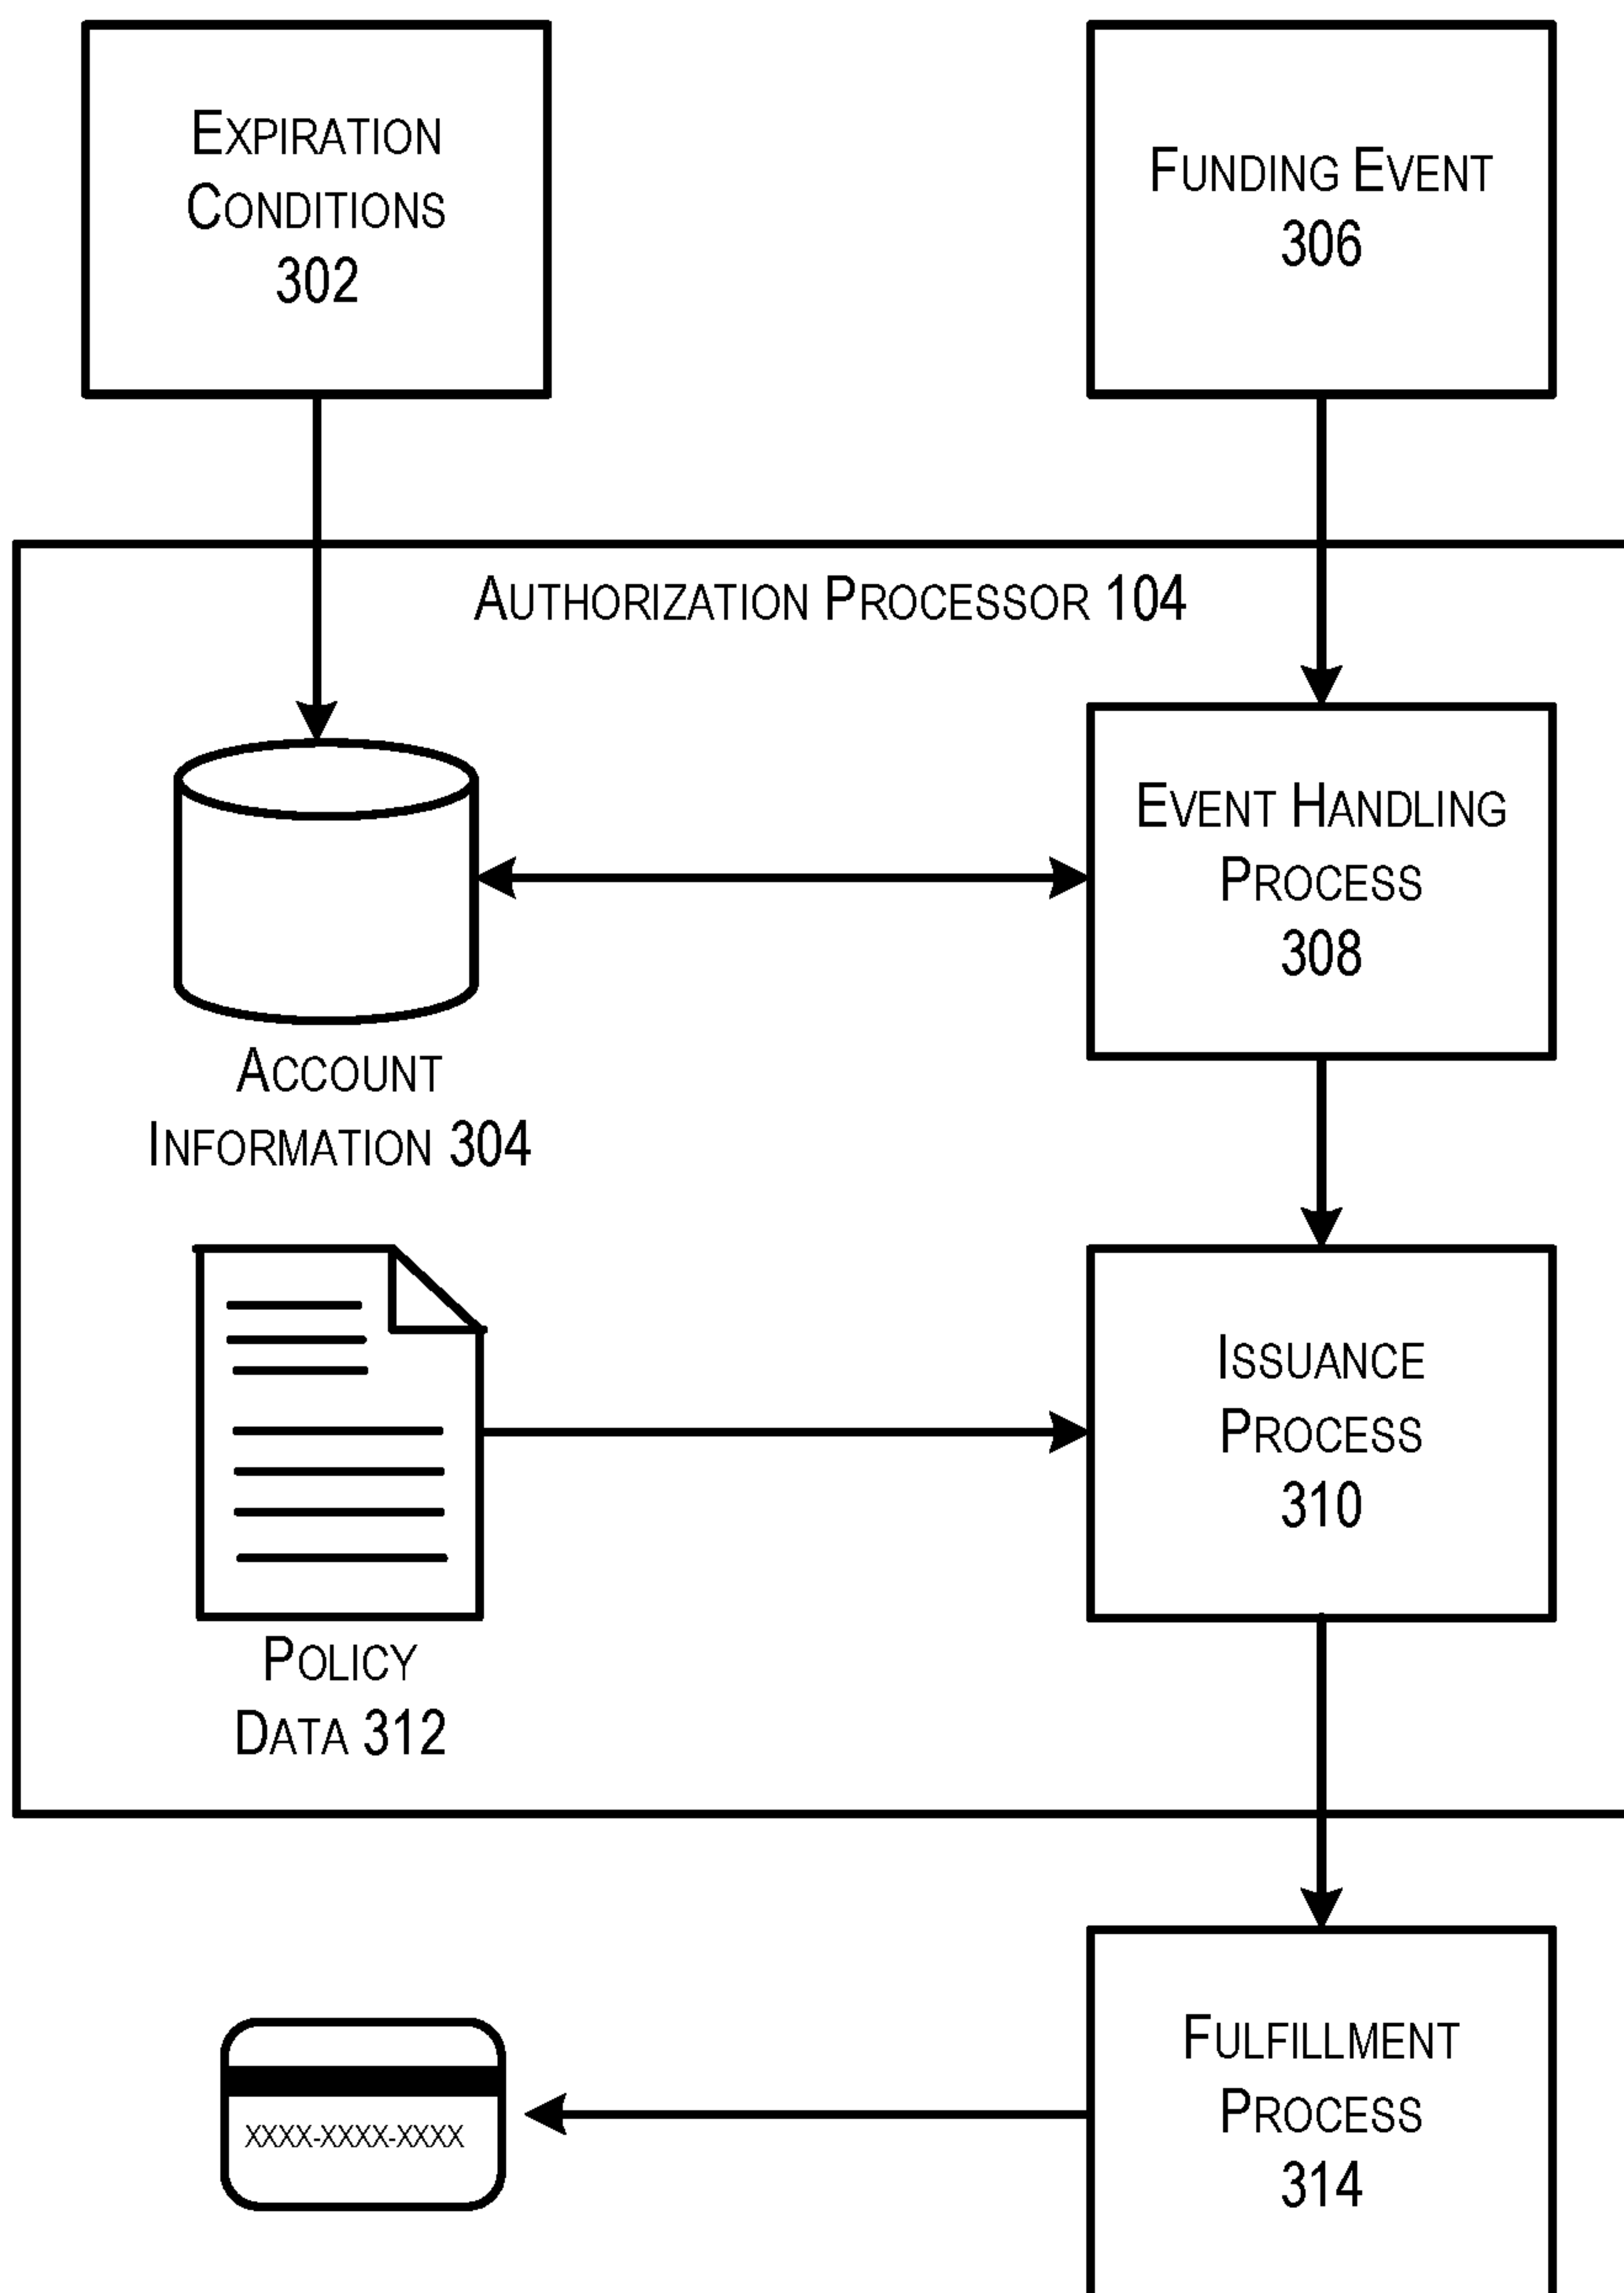 EXPIRATION
CONDITIONS
302
FUNDING EVENT
306
AUTHORIZATION PROCESSOR 104
EVENT HANDLING
PROCESS
308
ACCOUNT
INFORMATION 304
ISSUANCE
PROCESS
310
POLICY
DATA 312
FULFILLMENT
PROCESS
314
XXXX-XXXX-XXXX